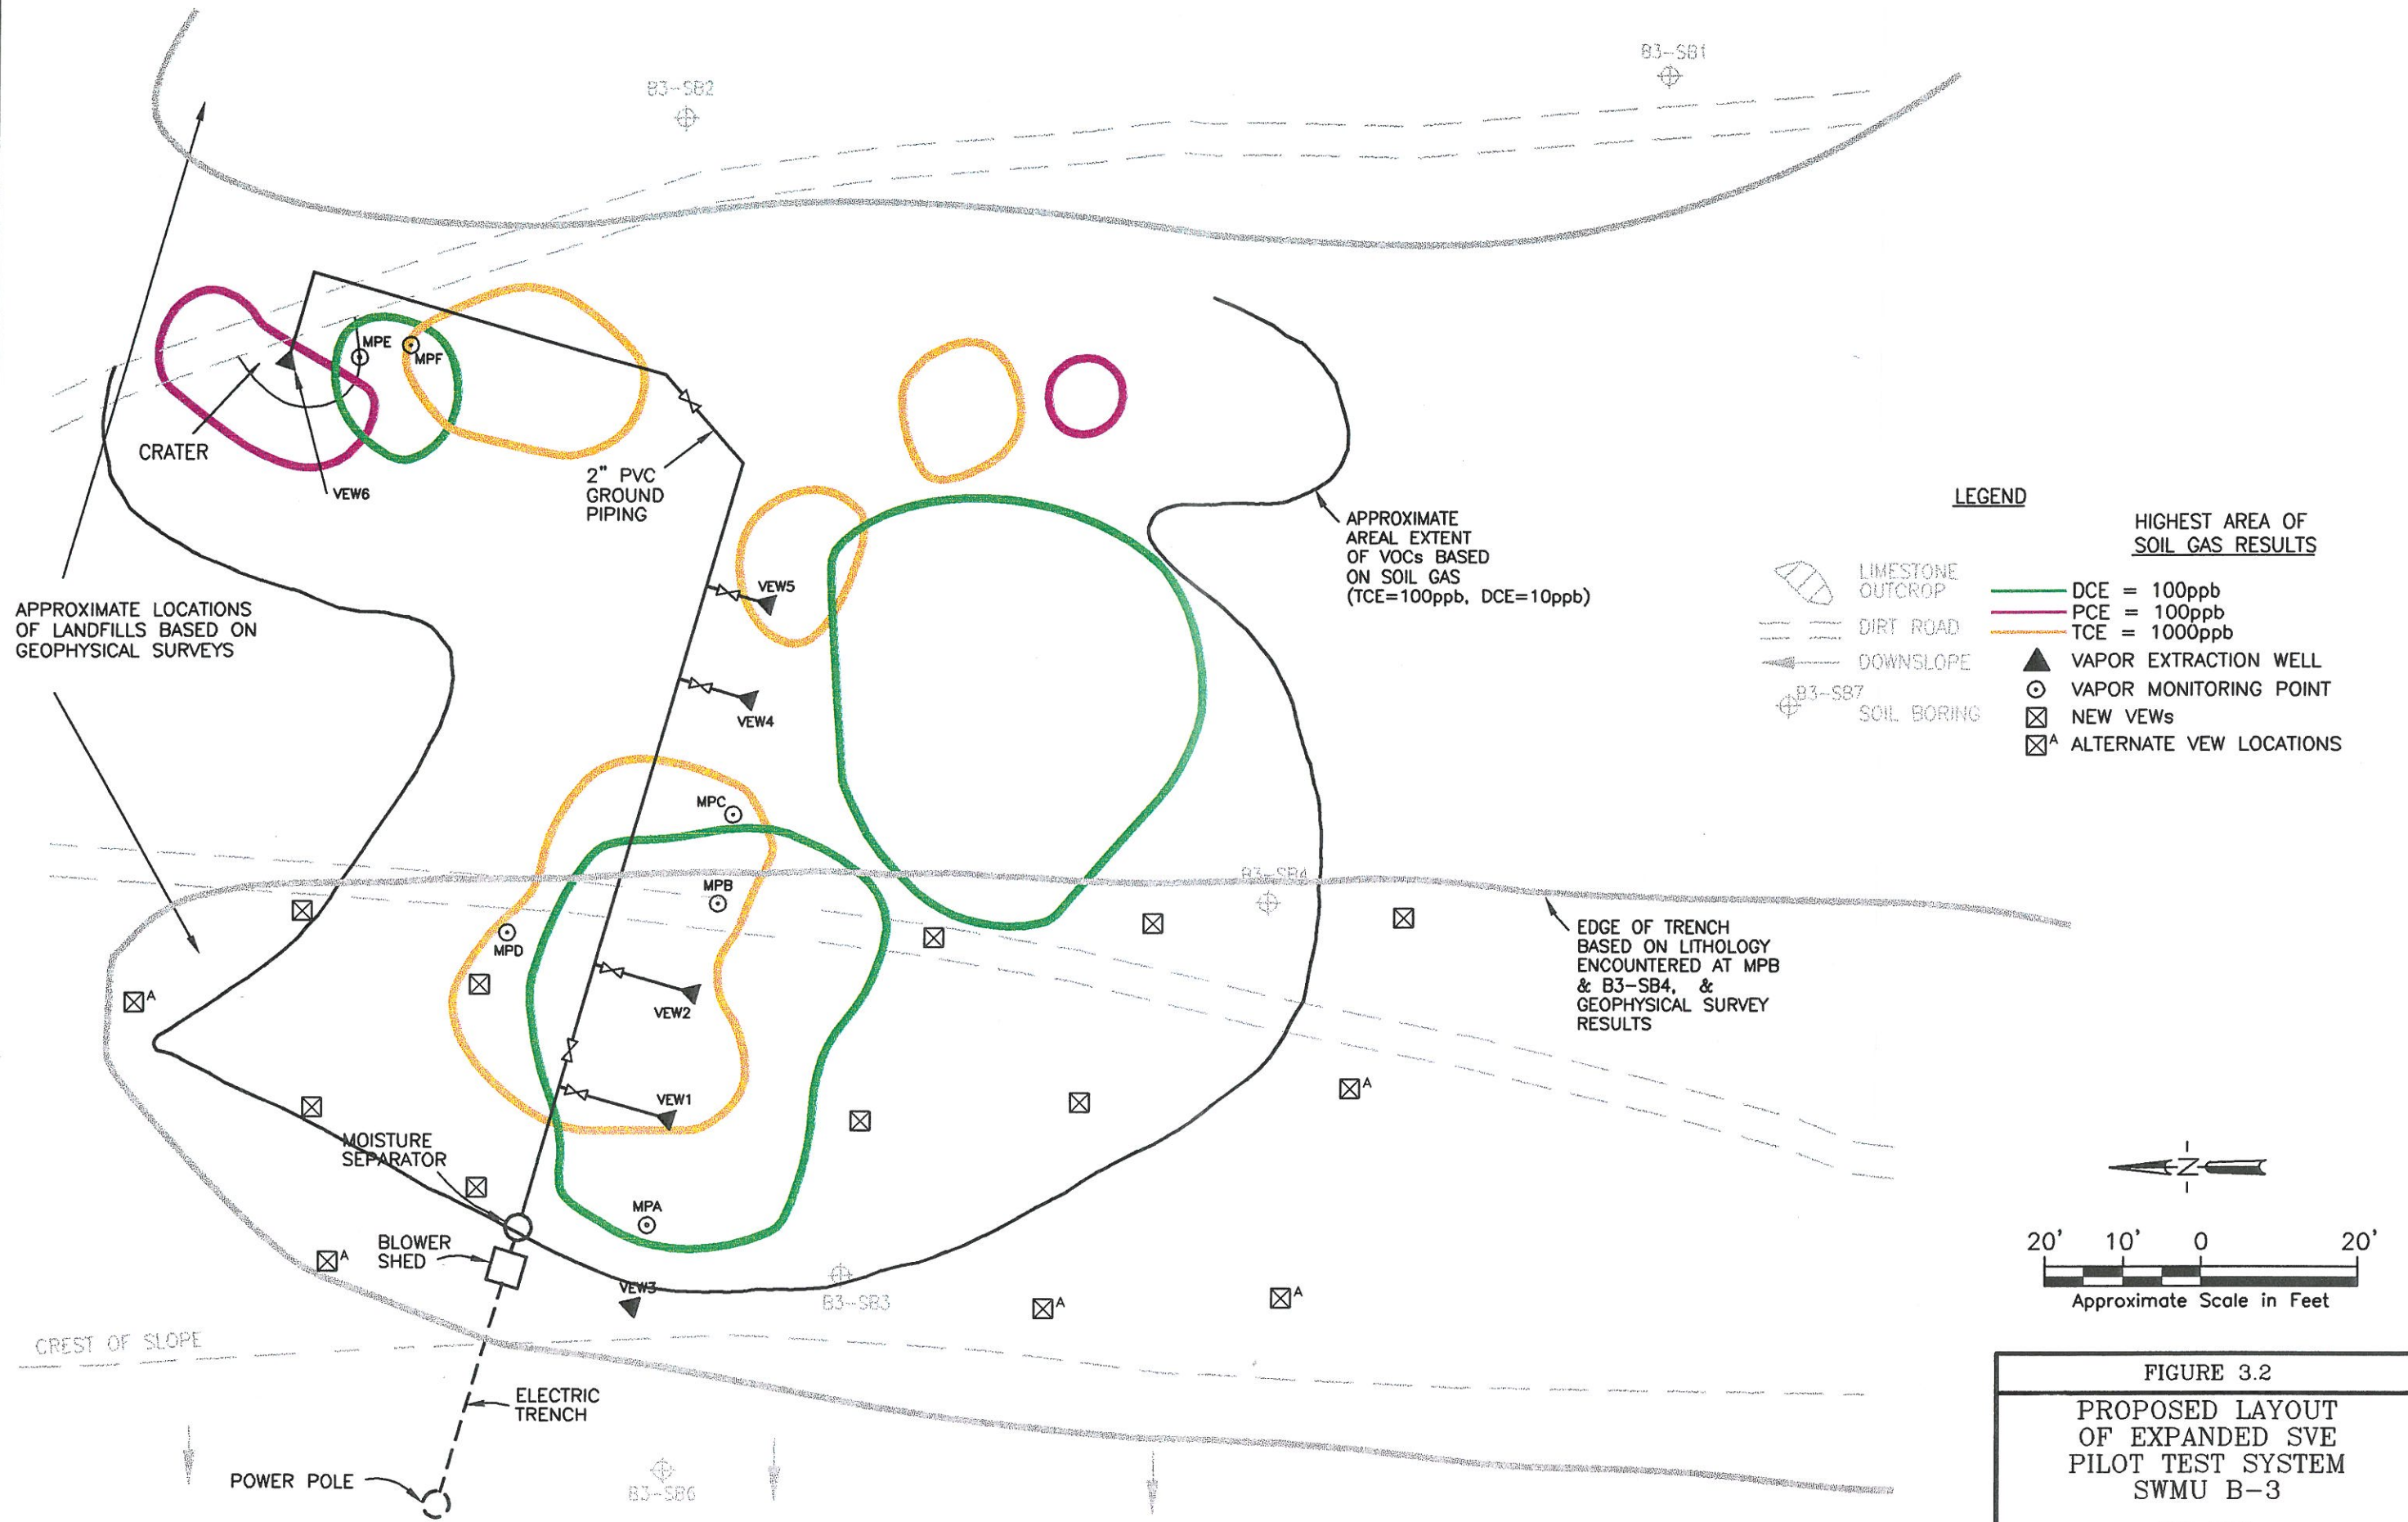 B3-SB1
B3-SB2
MPE
MPF
CRATER
VEW6
2" PVC
GROUND
PIPING
APPROXIMATE
AREAL EXTENT
OF VOCs BASED
ON SOIL GAS
(TCE=100ppb, DCE=10ppb)
LEGEND
HIGHEST AREA OF
SOIL GAS RESULTS
LIMESTONE
OUTCROP
DIRT ROAD
DOWNSLOPE
B3-SB7
SOIL BORING
DCE = 100ppb
PCE = 100ppb
TCE = 1000ppb
VAPOR EXTRACTION WELL
VAPOR MONITORING POINT
NEW VEWs
A ALTERNATE VEW LOCATIONS
APPROXIMATE LOCATIONS
OF LANDFILLS BASED ON
GEOPHYSICAL SURVEYS
VEW5
VEW4
MPC
MPB
B3-SB4
MPD
EDGE OF TRENCH
BASED ON LITHOLOGY
ENCOUNTERED AT MPB
& B3-SB4, &
GEOPHYSICAL SURVEY
RESULTS
A
VEW2
VEW1
A
MOISTURE
SEPARATOR
MPA
BLOWER
SHED
A
VEW3
B3-SB3
A
A
N
20' 10' 0 20'
Approximate Scale in Feet
CREST OF SLOPE
ELECTRIC
TRENCH
POWER POLE
B3-SB6
FIGURE 3.2
PROPOSED LAYOUT
OF EXPANDED SVE
PILOT TEST SYSTEM
SWMU B-3